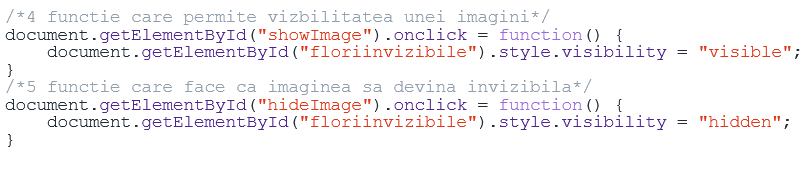 /*4 functie care permite vizbilitatea unei imagini*/
document.getElementById("showImage").onclick = function() {
    document.getElementById("floriinvizibile").style.visibility = "visible";
}
/*5 functie care face ca imaginea sa devina invizibila*/
document.getElementById("hideImage").onclick = function() {
    document.getElementById("floriinvizibile").style.visibility = "hidden";
}